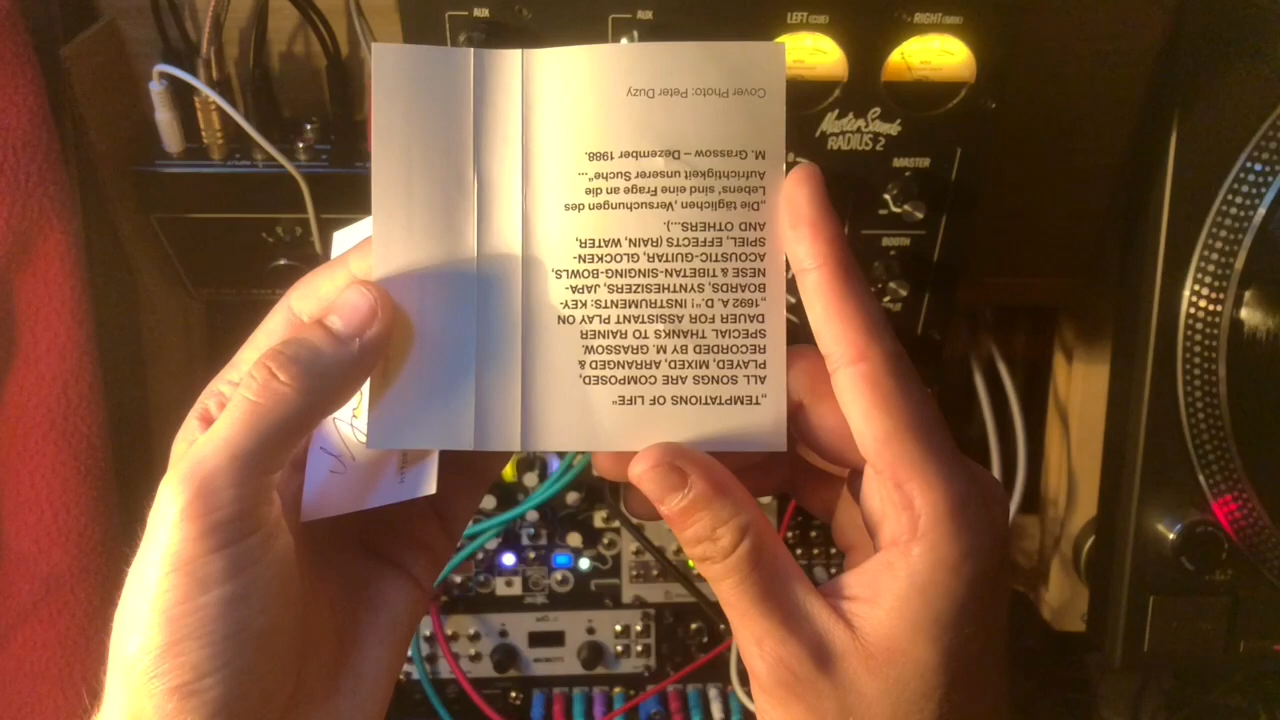 „TEMPTATIONS OF LIFE“
ALL SONGS ARE COMPOSED,
PLAYED, MIXED, ARRANGED &
RECORDED BY M. GRASSOW.
SPECIAL THANKS TO RAINER
DAUER FOR ASSISTANT PLAY ON
„1692 A. D.“! INSTRUMENTS: KEY-
BOARDS, SYNTHESIZERS, JAPA-
NESE & TIBETAN-SINGING-BOWLS,
ACOUSTIC-GUITAR, GLOCKEN-
SPIEL, EFFECTS (RAIN, WATER,
AND OTHERS...).
„Die täglichen ‚Versuchungen des
Lebens‘ sind eine Frage an die
Aufrichtigkeit unserer Suche“...
M. Grassow – Dezember 1988.
Cover Photo: Peter Duzy
AUX
AUX
LEFT (CUE)
RIGHT (MIX)
MasterSounds
RADIUS 2
MASTER
BOOTH